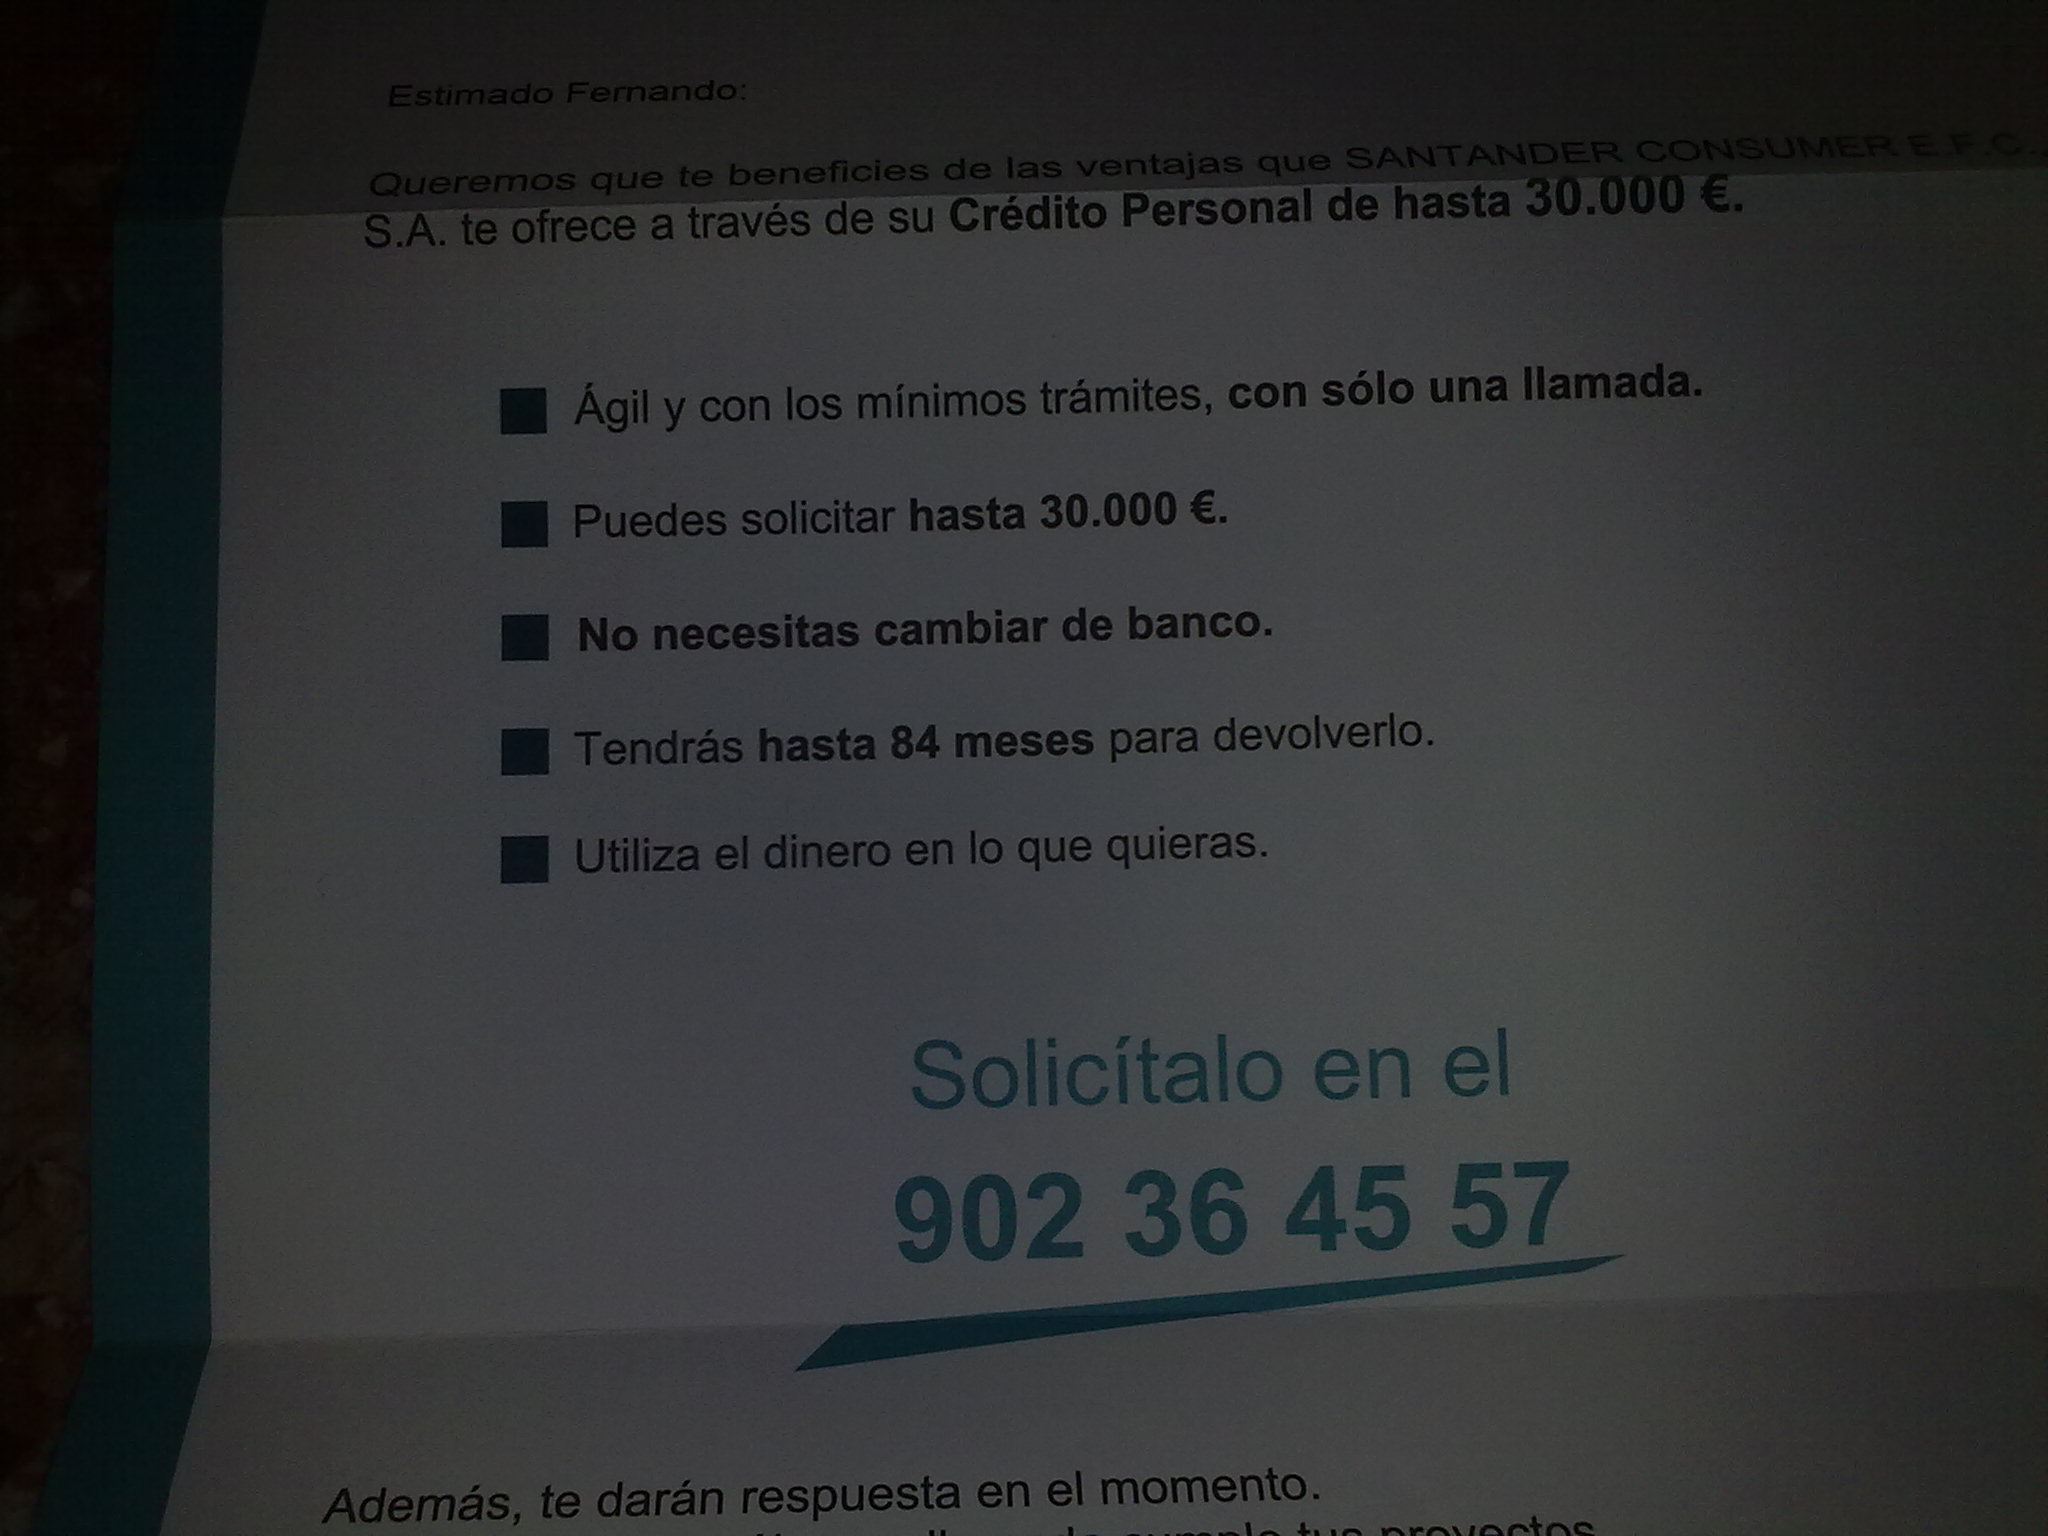 Estimado Fernando:
Queremos que te beneficies de las ventajas que SANTANDER CONSUMER E.F.C.,
S.A. te ofrece a través de su Crédito Personal de hasta 30.000 €.
Ágil y con los mínimos trámites, con sólo una llamada.
Puedes solicitar hasta 30.000 €.
No necesitas cambiar de banco.
Tendrás hasta 84 meses para devolverlo.
Utiliza el dinero en lo que quieras.
Solicítalo en el
902 36 45 57
Además, te darán respuesta en el momento.
cumple tus proyectos